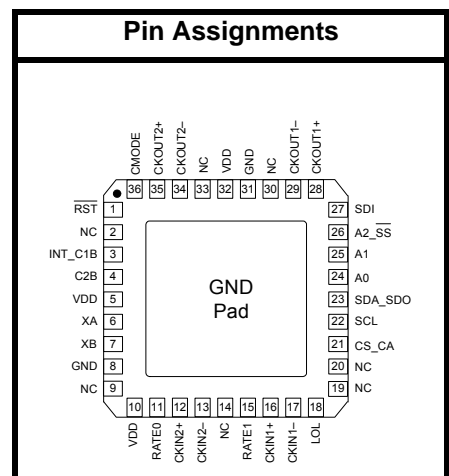 Pin Assignments
CMODE
CKOUT2+
CKOUT2–
NC
VDD
GND
NC
CKOUT1–
CKOUT1+
36 35 34 33 32 31 30 29 28
RST 1
NC 2
INT_C1B 3
C2B 4
VDD 5
XA 6
XB 7
GND 8
NC 9
GND
Pad
27 SDI
26 A2_SS
25 A1
24 A0
23 SDA_SDO
22 SCL
21 CS_CA
20 NC
19 NC
10 11 12 13 14 15 16 17 18
VDD
RATE0
CKIN2+
CKIN2–
NC
RATE1
CKIN1+
CKIN1–
LOL